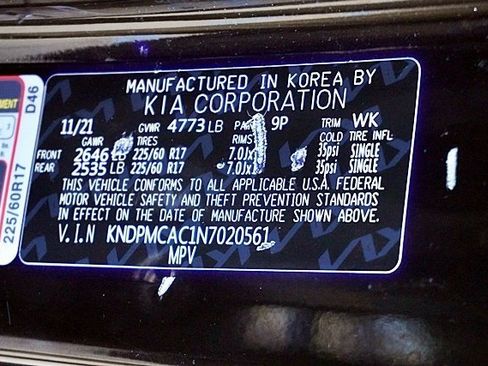 MANUFACTURED IN KOREA BY
KIA CORPORATION
11/21 GVWR 4773 LB 9P TRIM WK
GAWR TIRES RIMS COLD TIRE INFL
FRONT 2646 LB 225/60 R17 7.0Jx 35psi SINGLE
REAR 2535 LB 225/60 R17 7.0Jx 35psi SINGLE
THIS VEHICLE CONFORMS TO ALL APPLICABLE U.S.A. FEDERAL
MOTOR VEHICLE SAFETY AND THEFT PREVENTION STANDARDS
IN EFFECT ON THE DATE OF MANUFACTURE SHOWN ABOVE.
V.I.N KNDPMCAC1N7020561
MPV
D46
225/60R17